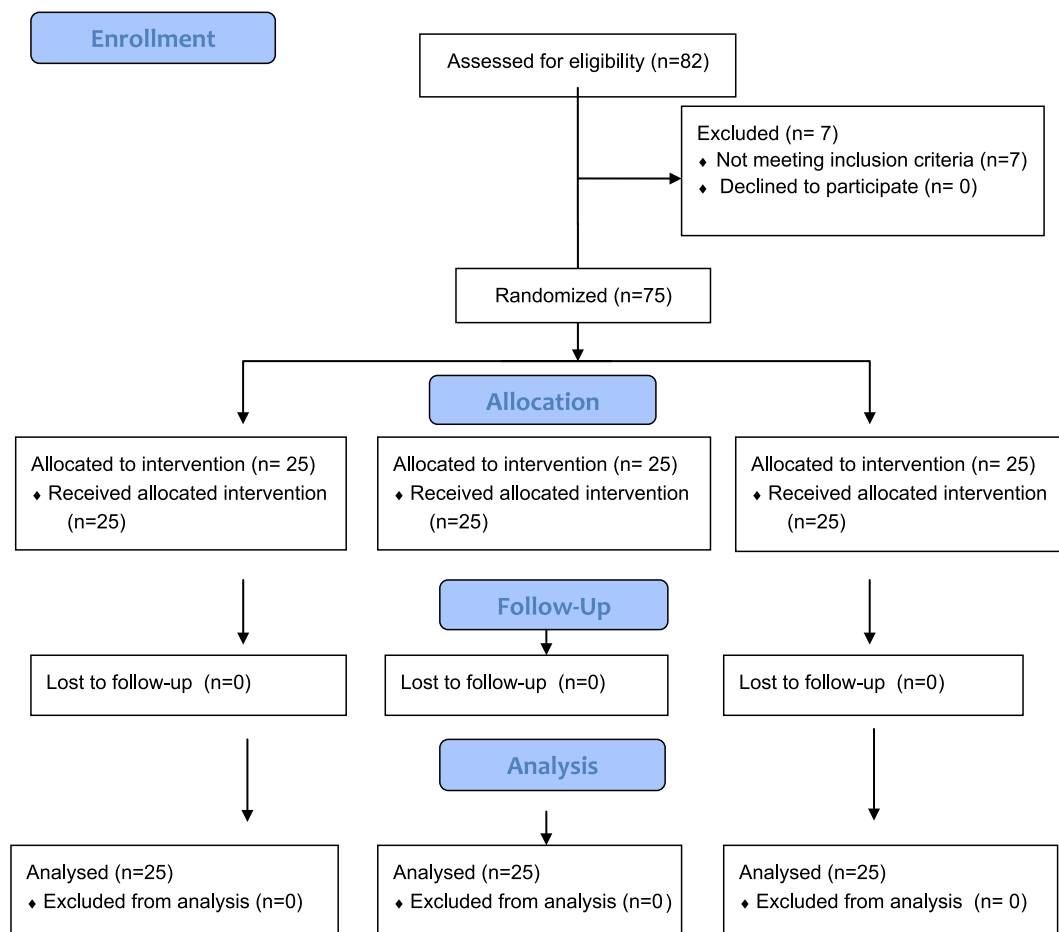 Enrollment
Assessed for eligibility (n=82)
Excluded (n= 7)
♦ Not meeting inclusion criteria (n=7)
♦ Declined to participate (n= 0)
Randomized (n=75)
Allocation
Allocated to intervention (n= 25)
♦ Received allocated intervention
(n=25)
Allocated to intervention (n= 25)
♦ Received allocated intervention
(n=25)
Allocated to intervention (n= 25)
♦ Received allocated intervention
(n=25)
Follow-Up
Lost to follow-up (n=0)
Lost to follow-up (n=0)
Lost to follow-up (n=0)
Analysis
Analysed (n=25)
♦ Excluded from analysis (n=0)
Analysed (n=25)
♦ Excluded from analysis (n=0)
Analysed (n=25)
♦ Excluded from analysis (n= 0)